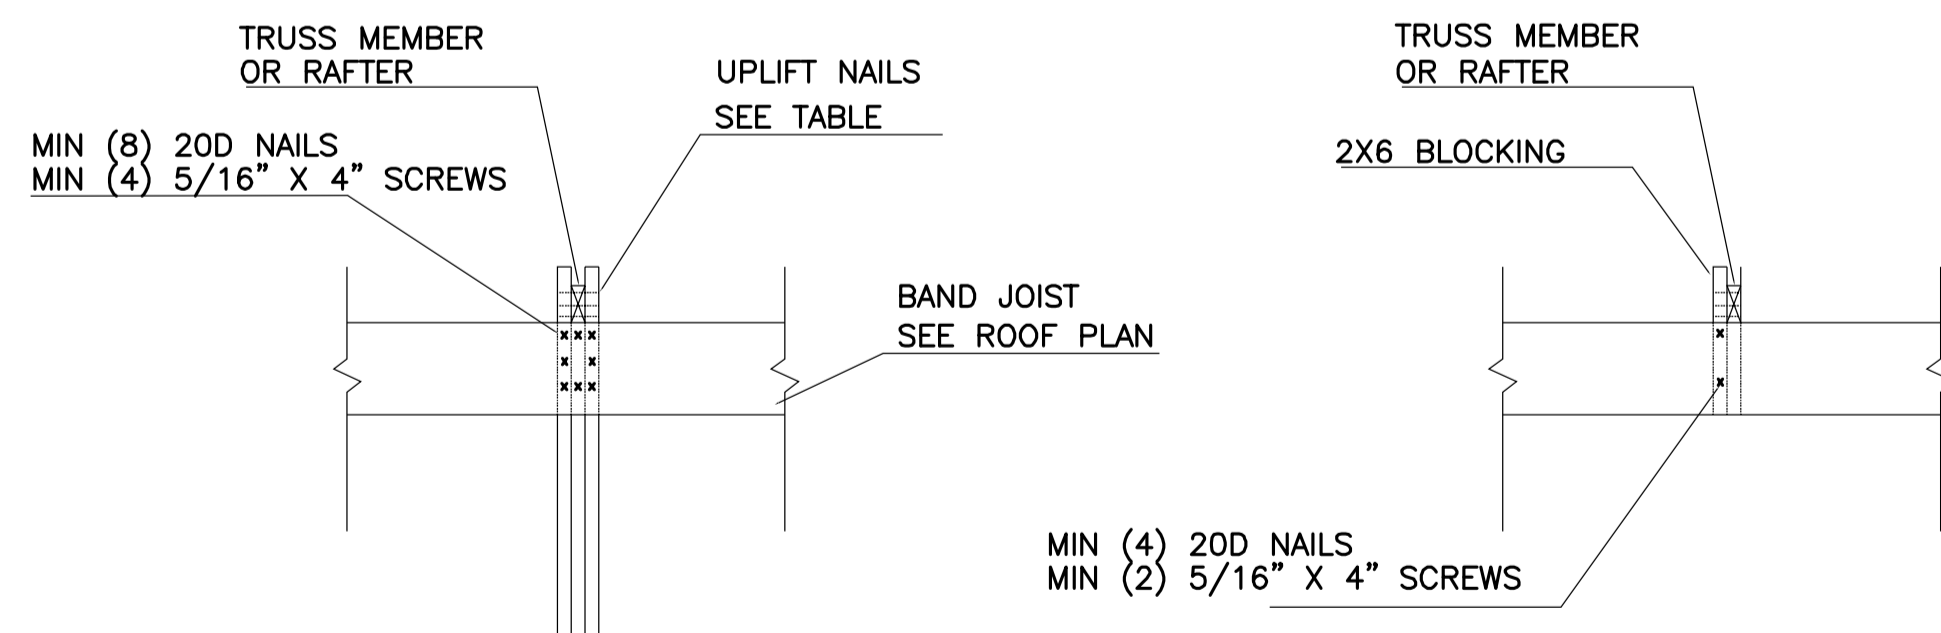 TRUSS MEMBER
OR RAFTER
UPLIFT NAILS
SEE TABLE
MIN (8) 20D NAILS
MIN (4) 5/16” X 4” SCREWS
BAND JOIST
SEE ROOF PLAN
TRUSS MEMBER
OR RAFTER
2X6 BLOCKING
MIN (4) 20D NAILS
MIN (2) 5/16” X 4” SCREWS